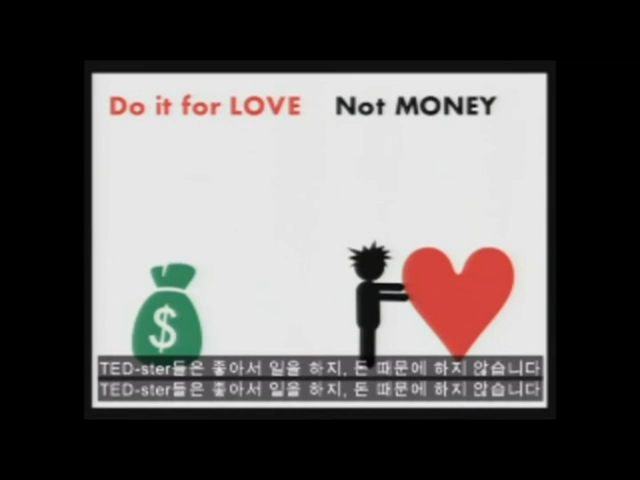 Do it for LOVE Not MONEY
$
TED-ster들은 좋아서 일을 하지, 돈 때문에 하지 않습니다
TED-ster들은 좋아서 일을 하지, 돈 때문에 하지 않습니다